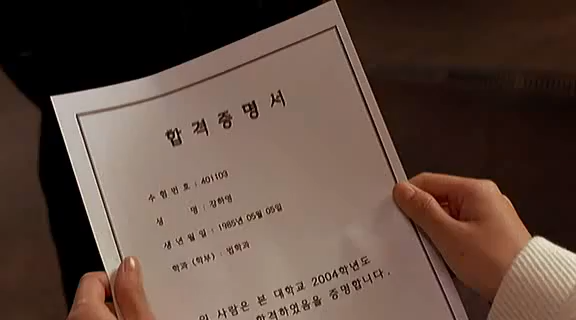 합격증명서
수 험 번 호 : 401103
성 명 : 강하영
생 년 월 일 : 1985년 05월 05일
학과 (학부) : 법학과
위 사람은 본 대학교 2004학년도
합격하였음을 증명합니다.